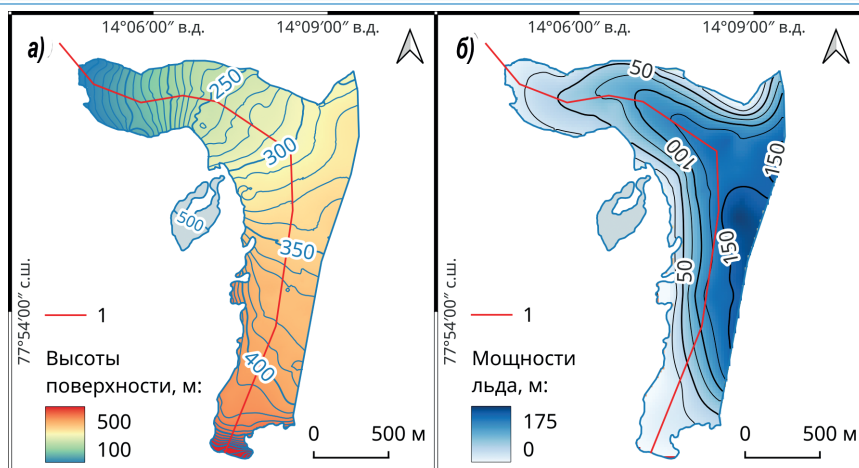 14°06′00″ в.д.
14°09′00″ в.д.
а)
250
300
500
350
400
77°54′00″ с.ш.
1
Высоты
поверхности, м:
500
100
0
500 м
14°06′00″ в.д.
14°09′00″ в.д.
б)
50
100
150
150
50
77°54′00″ с.ш.
1
Мощности
льда, м:
175
0
0
500 м